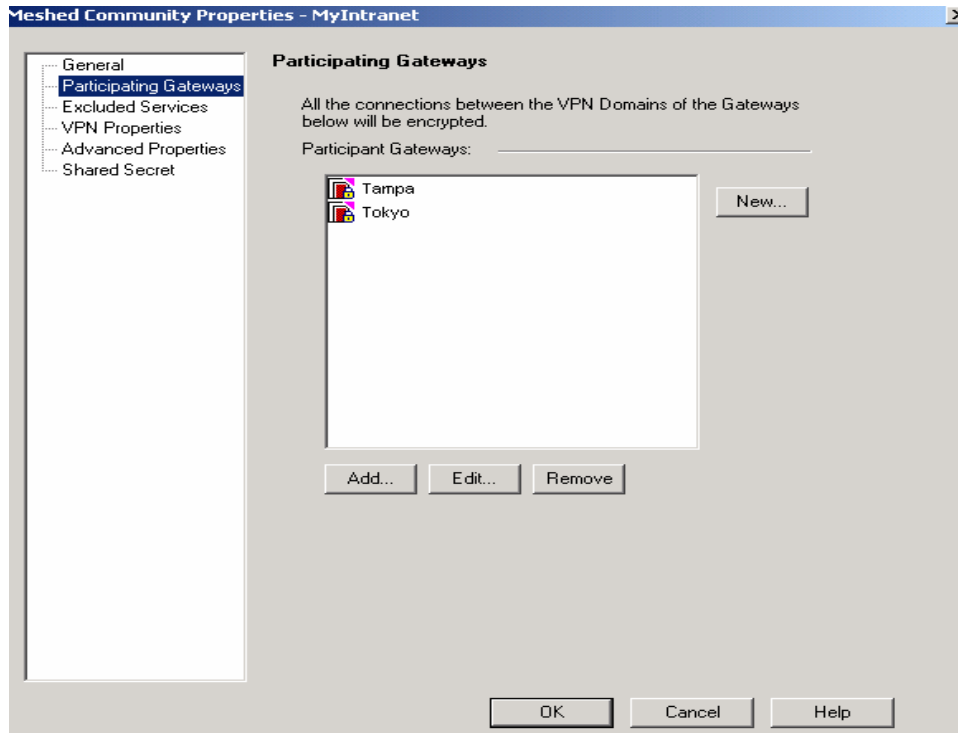 Meshed Community Properties - MyIntranet
General
Participating Gateways
Excluded Services
VPN Properties
Advanced Properties
Shared Secret
Participating Gateways
All the connections between the VPN Domains of the Gateways
below will be encrypted.
Participant Gateways:
Tampa
Tokyo
New...
Add...
Edit...
Remove
OK
Cancel
Help